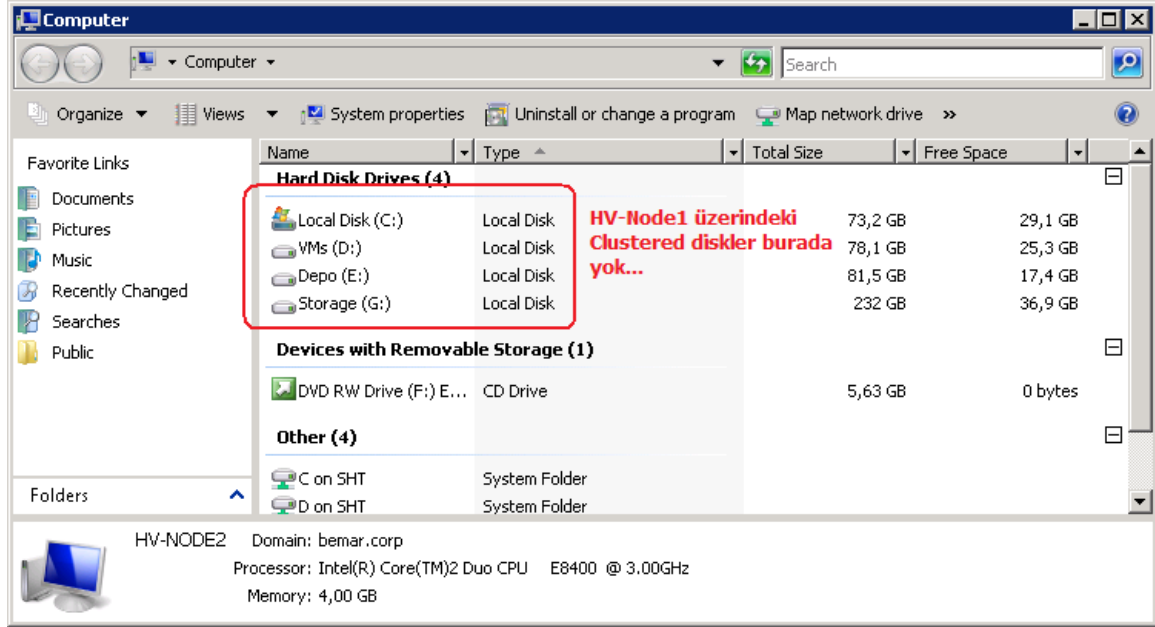 Computer
Computer
Search
Organize Views System properties Uninstall or change a program Map network drive »
Favorite Links
Documents
Pictures
Music
Recently Changed
Searches
Public
Folders
Name Type Total Size Free Space
Hard Disk Drives (4)
Local Disk (C:) Local Disk 73,2 GB 29,1 GB
VMs (D:) Local Disk 78,1 GB 25,3 GB
Depo (E:) Local Disk 81,5 GB 17,4 GB
Storage (G:) Local Disk 232 GB 36,9 GB
HV-Node1 üzerindeki
Clustered diskler burada
yok...
Devices with Removable Storage (1)
DVD RW Drive (F:) E... CD Drive 5,63 GB 0 bytes
Other (4)
C on SHT System Folder
D on SHT System Folder
HV-NODE2 Domain: bemar.corp
Processor: Intel(R) Core(TM)2 Duo CPU E8400 @ 3.00GHz
Memory: 4,00 GB